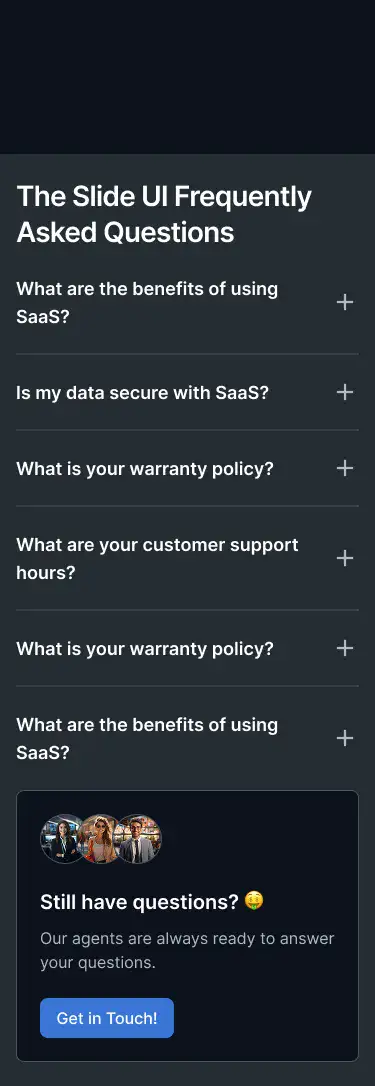 The Slide UI Frequently
Asked Questions
What are the benefits of using
SaaS?
Is my data secure with SaaS?
What is your warranty policy?
What are your customer support
hours?
What is your warranty policy?
What are the benefits of using
SaaS?
Still have questions? 🤑
Our agents are always ready to answer
your questions.
Get in Touch!